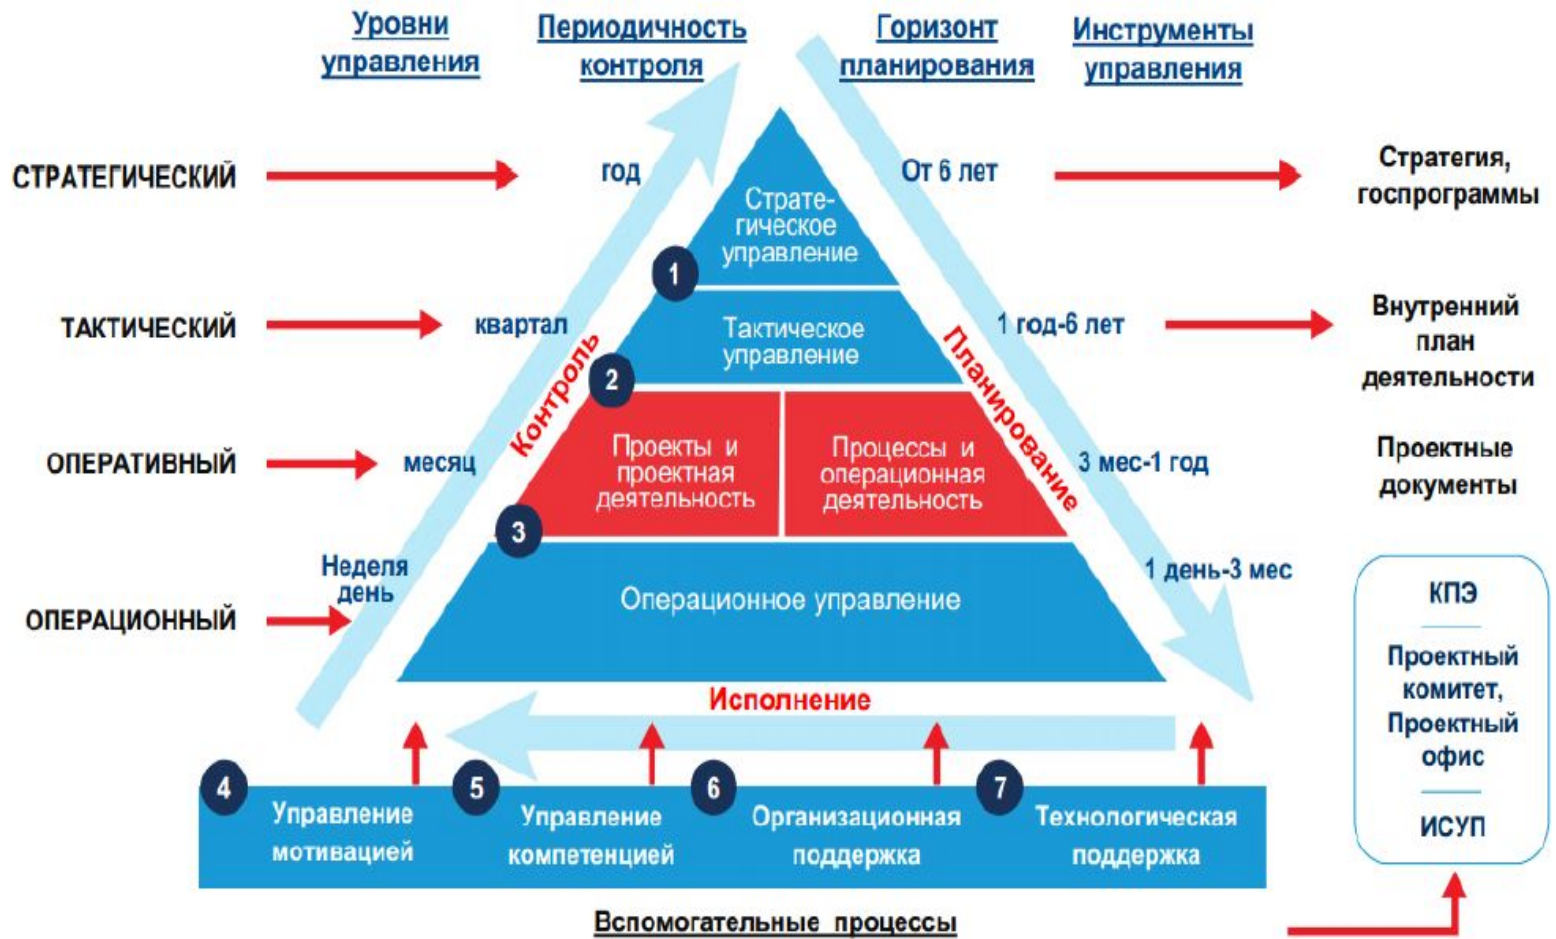 Уровни
управления
Периодичность
контроля
Горизонт
планирования
Инструменты
управления
СТРАТЕГИЧЕСКИЙ
год
Страте-
гическое
управление
От 6 лет
Стратегия,
госпрограммы
1
ТАКТИЧЕСКИЙ
квартал
Тактическое
управление
1 год-6 лет
Внутренний
план
деятельности
Контроль
Планирование
2
ОПЕРАТИВНЫЙ
месяц
Проекты и
проектная
деятельность
Процессы и
операционная
деятельность
3 мес-1 год
Проектные
документы
3
ОПЕРАЦИОННЫЙ
Неделя
день
Операционное управление
1 день-3 мес
КПЭ
Проектный
комитет,
Проектный
офис
ИСУП
Исполнение
4
Управление
мотивацией
5
Управление
компетенцией
6
Организационная
поддержка
7
Технологическая
поддержка
Вспомогательные процессы